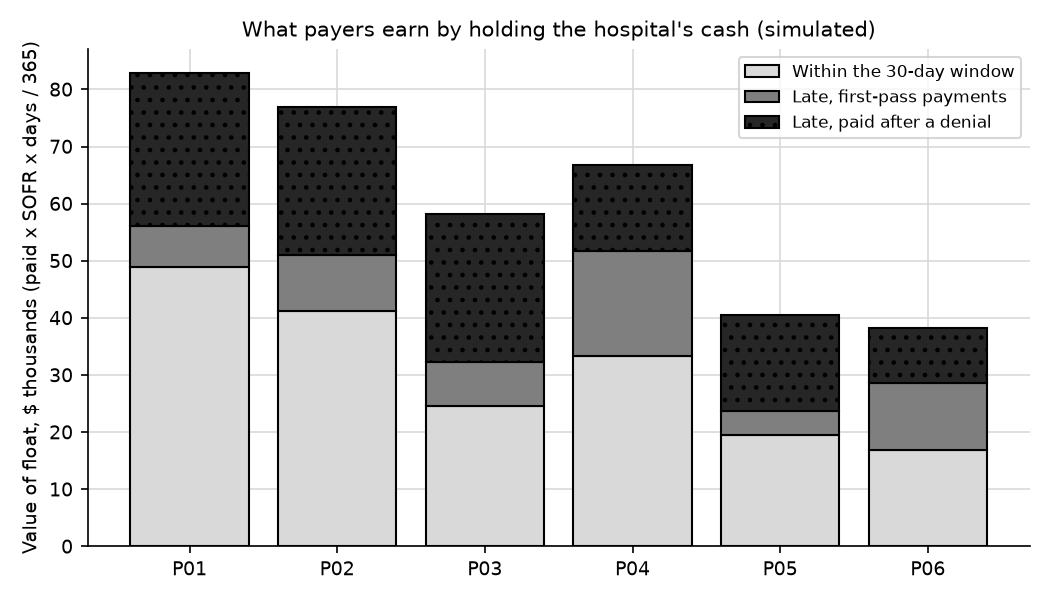 What payers earn by holding the hospital's cash (simulated)
Value of float, $ thousands (paid x SOFR x days / 365)
80
70
60
50
40
30
20
10
0
Within the 30-day window
Late, first-pass payments
Late, paid after a denial
P01 P02 P03 P04 P05 P06